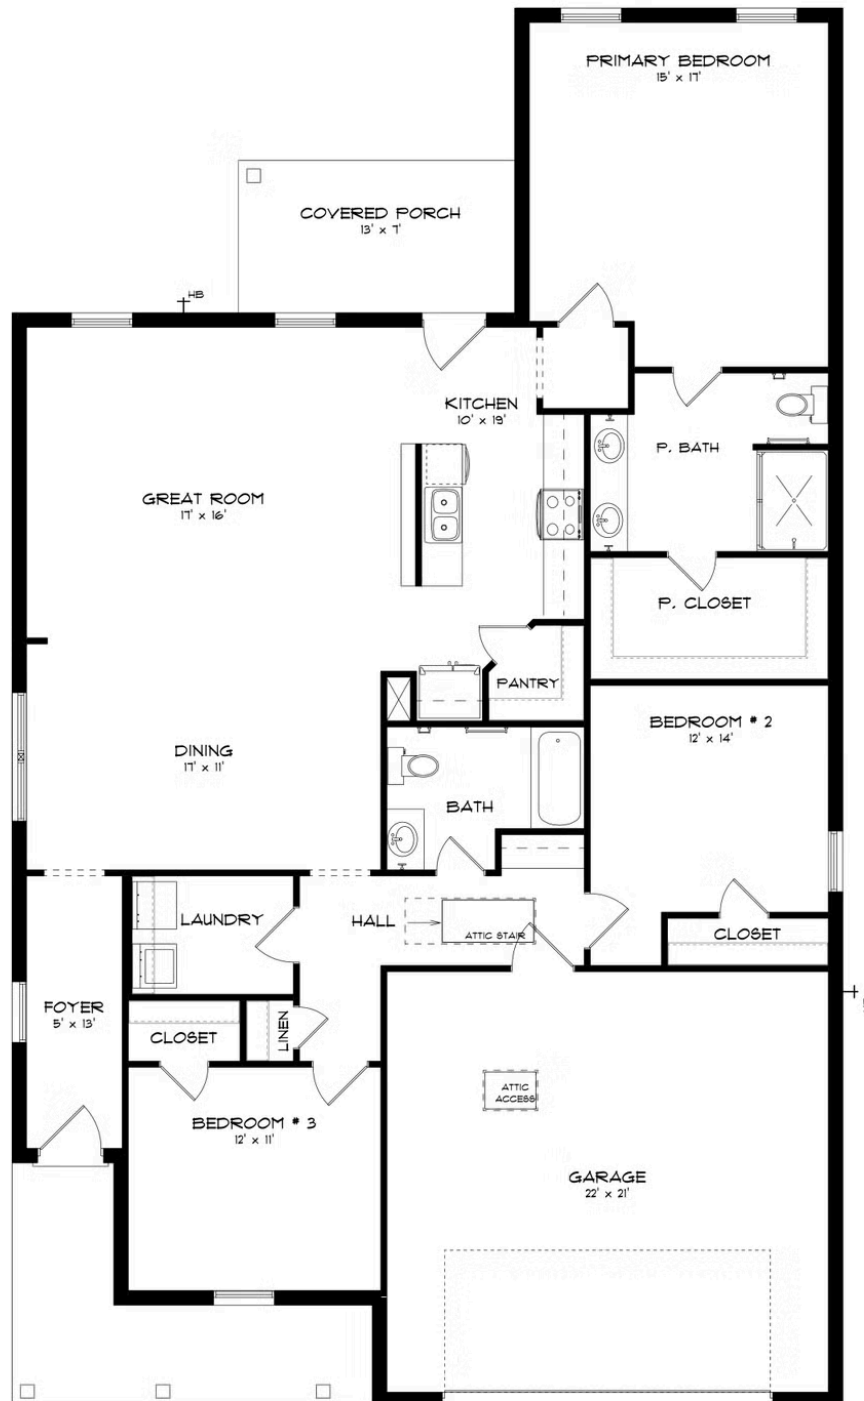 PRIMARY BEDROOM
15' x 17'
COVERED PORCH
13' x 7'
HB
KITCHEN
10' x 19'
P. BATH
GREAT ROOM
17' x 16'
P. CLOSET
PANTRY
BEDROOM # 2
12' x 14'
DINING
17' x 11'
BATH
LAUNDRY
HALL
ATTIC STAIR
CLOSET
FOYER
5' x 13'
CLOSET
LINEN
ATTIC
ACCESS
BEDROOM # 3
12' x 11'
GARAGE
22' x 21'